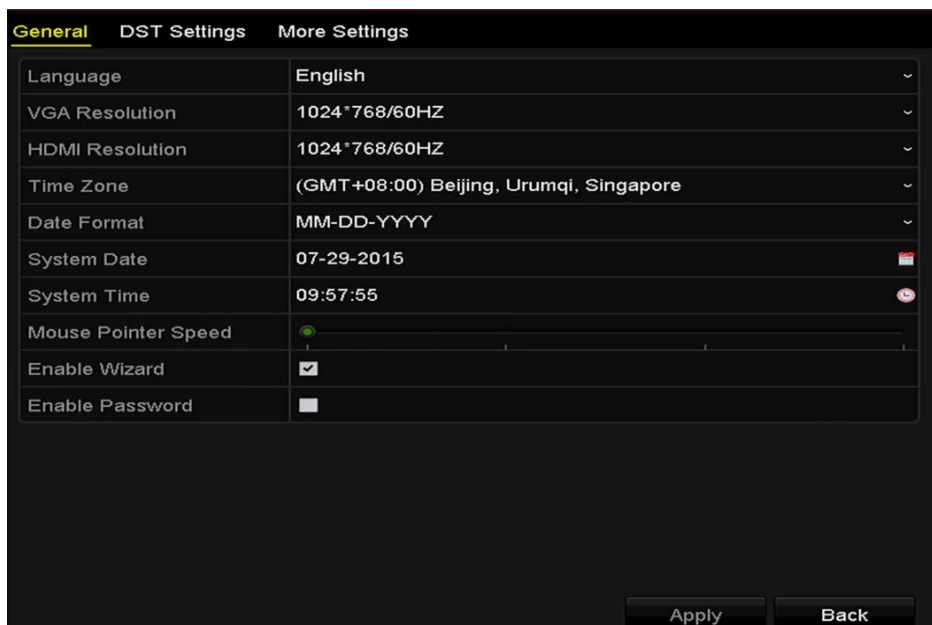 General DST Settings More Settings
Language English
VGA Resolution 1024*768/60HZ
HDMI Resolution 1024*768/60HZ
Time Zone (GMT+08:00) Beijing, Urumqi, Singapore
Date Format MM-DD-YYYY
System Date 07-29-2015
System Time 09:57:55
Mouse Pointer Speed
Enable Wizard
Enable Password
Apply Back